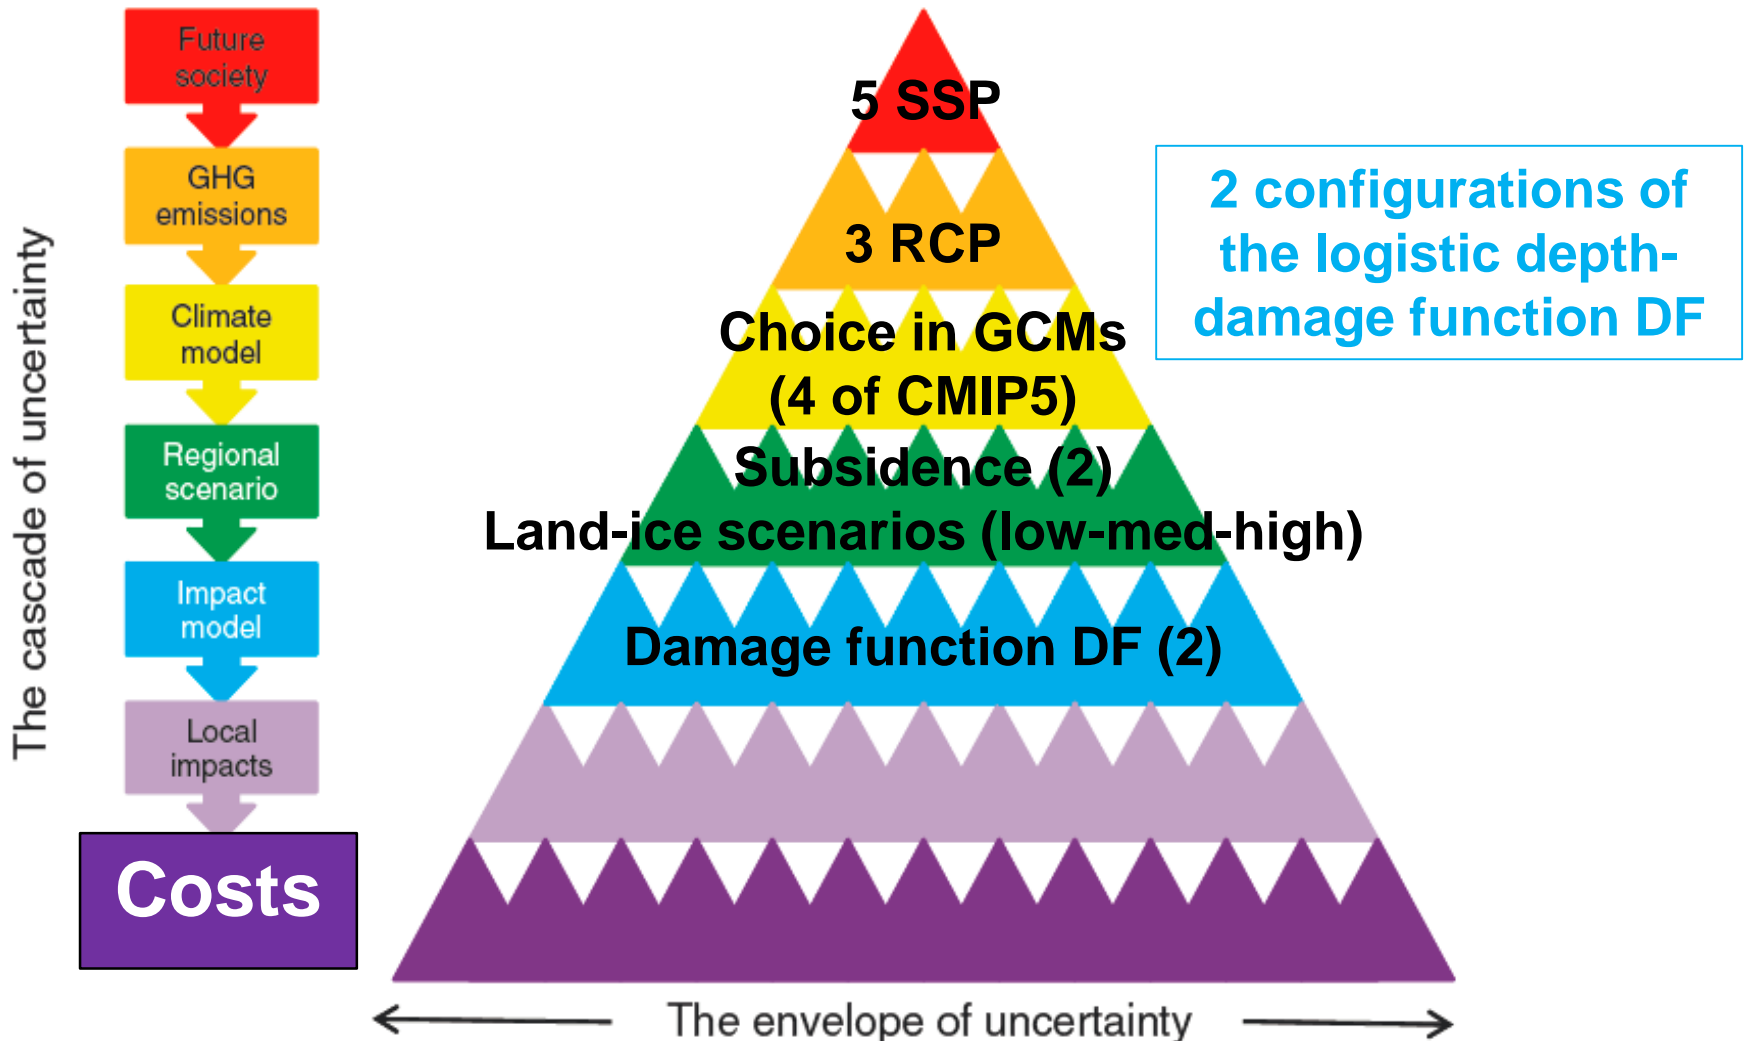 The cascade of uncertainty
Future
society
GHG
emissions
Climate
model
Regional
scenario
Impact
model
Local
impacts
Costs
5 SSP
3 RCP
Choice in GCMs
(4 of CMIP5)
Subsidence (2)
Land-ice scenarios (low-med-high)
Damage function DF (2)
2 configurations of
the logistic depth-
damage function DF
The envelope of uncertainty